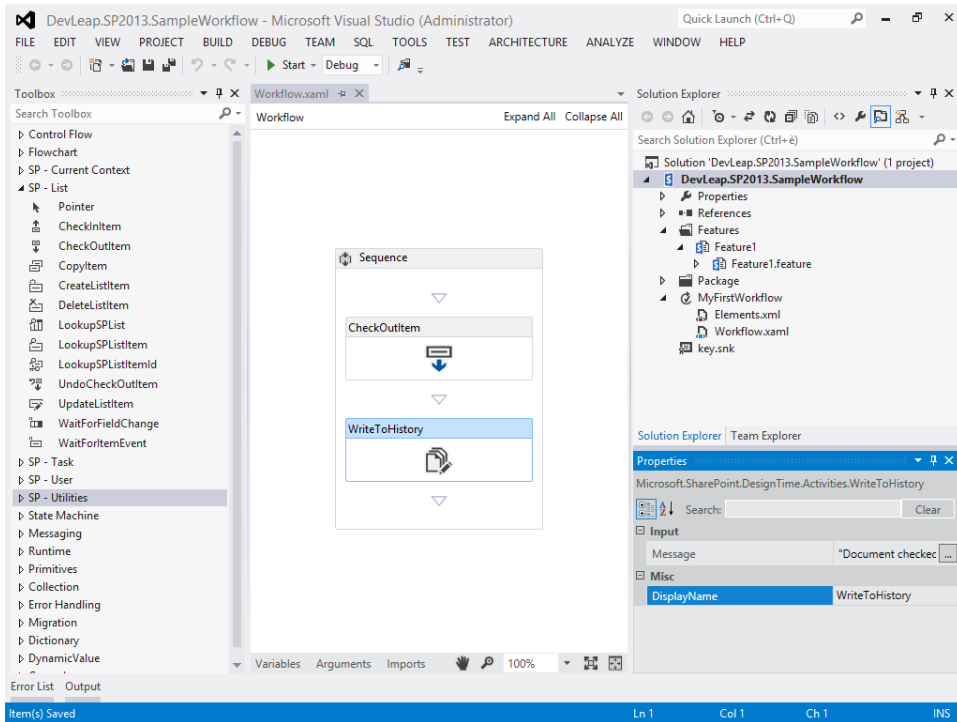 DevLeap.SP2013.SampleWorkflow - Microsoft Visual Studio (Administrator)
Quick Launch (Ctrl+Q)
FILE EDIT VIEW PROJECT BUILD DEBUG TEAM SQL TOOLS TEST ARCHITECTURE ANALYZE WINDOW HELP
Start Debug
Toolbox
Search Toolbox
Control Flow
Flowchart
SP - Current Context
SP - List
Pointer
CheckInItem
CheckOutItem
CopyItem
CreateListItem
DeleteListItem
LookupSPList
LookupSPListItem
LookupSPListItemId
UndoCheckOutItem
UpdateListItem
WaitForFieldChange
WaitForItemEvent
SP - Task
SP - User
SP - Utilities
State Machine
Messaging
Runtime
Primitives
Collection
Error Handling
Migration
Dictionary
DynamicValue
Workflow.xaml
Workflow Expand All Collapse All
Sequence
CheckOutItem
WriteToHistory
Variables Arguments Imports 100%
Solution Explorer
Search Solution Explorer (Ctrl+è)
Solution 'DevLeap.SP2013.SampleWorkflow' (1 project)
DevLeap.SP2013.SampleWorkflow
Properties
References
Features
Feature1
Feature1.feature
Package
MyFirstWorkflow
Elements.xml
Workflow.xaml
key.snk
Solution Explorer Team Explorer
Properties
Microsoft.SharePoint.DesignTime.Activities.WriteToHistory
Search: Clear
Input
Message "Document checkec ...
Misc
DisplayName WriteToHistory
Error List Output
Item(s) Saved Ln 1 Col 1 Ch 1 INS